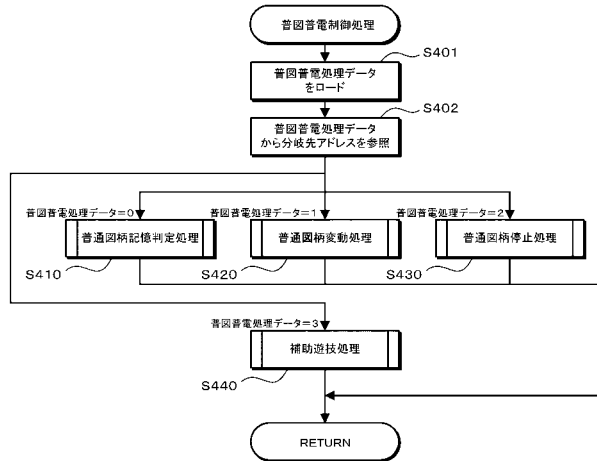 普図普電制御処理
S401
普図普電処理データ
をロード
S402
普図普電処理データ
から分岐先アドレスを参照
普図普電処理データ=0
普図普電処理データ=1
普図普電処理データ=2
普通図柄記憶判定処理
普通図柄変動処理
普通図柄停止処理
S410
S420
S430
普図普電処理データ=3
補助遊技処理
S440
RETURN